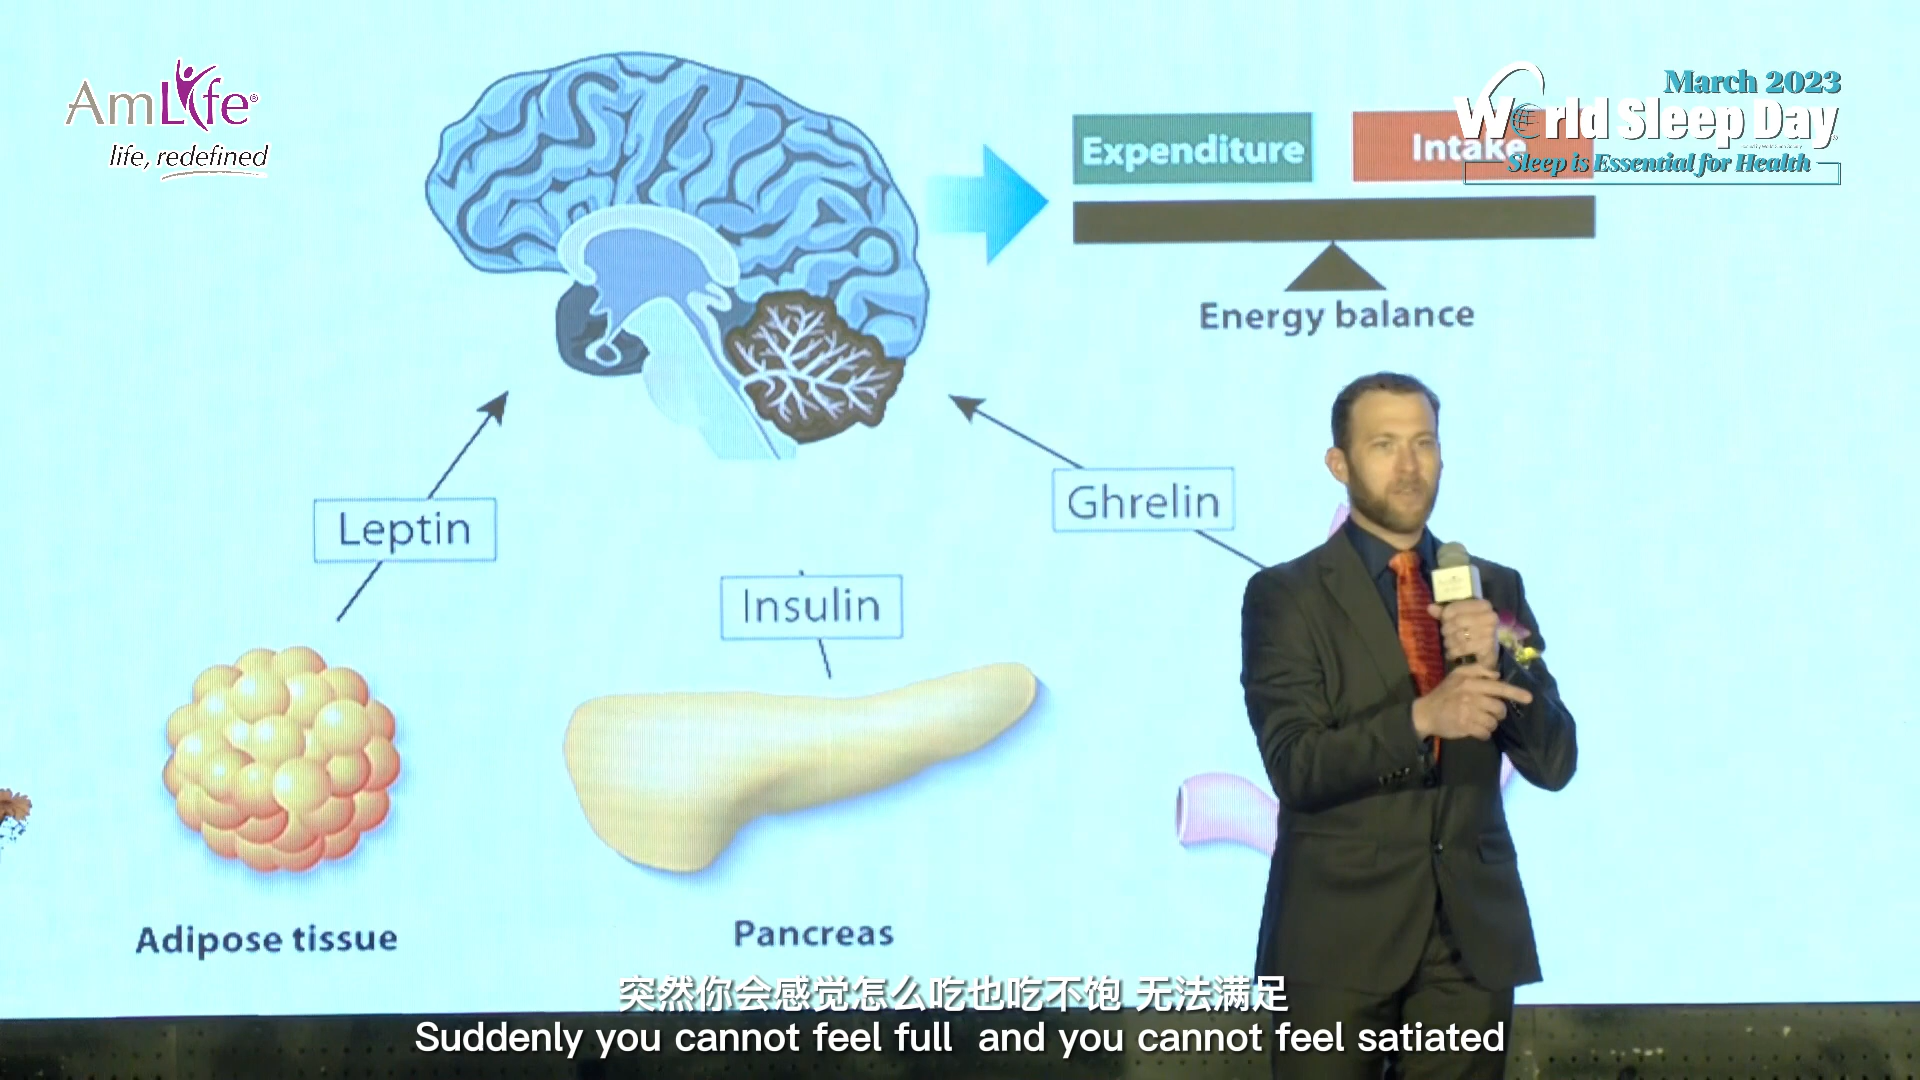 AmLife®
life, redefined
March 2023
World Sleep Day
Sleep is Essential for Health
Expenditure
Intake
Energy balance
Leptin
Ghrelin
Insulin
Adipose tissue
Pancreas
突然你会感觉怎么吃也吃不饱 无法满足
Suddenly you cannot feel full and you cannot feel satiated